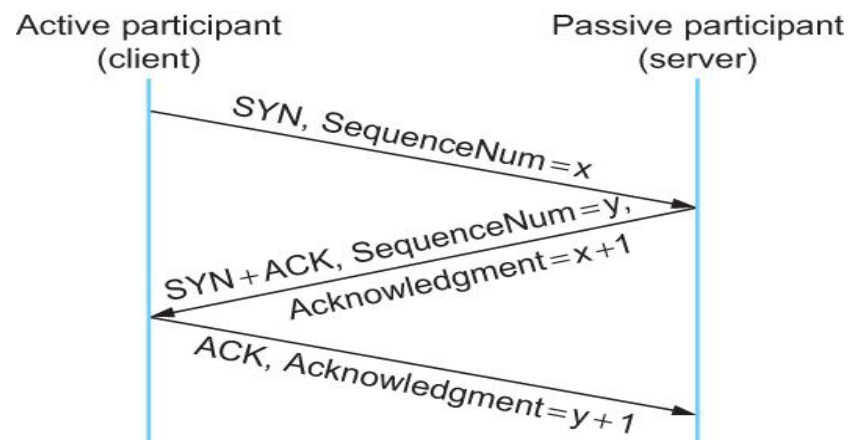 Active participant
(client)
Passive participant
(server)
SYN, SequenceNum=x
SYN+ACK, SequenceNum=y,
Acknowledgment=x+1
ACK, Acknowledgment=y+1